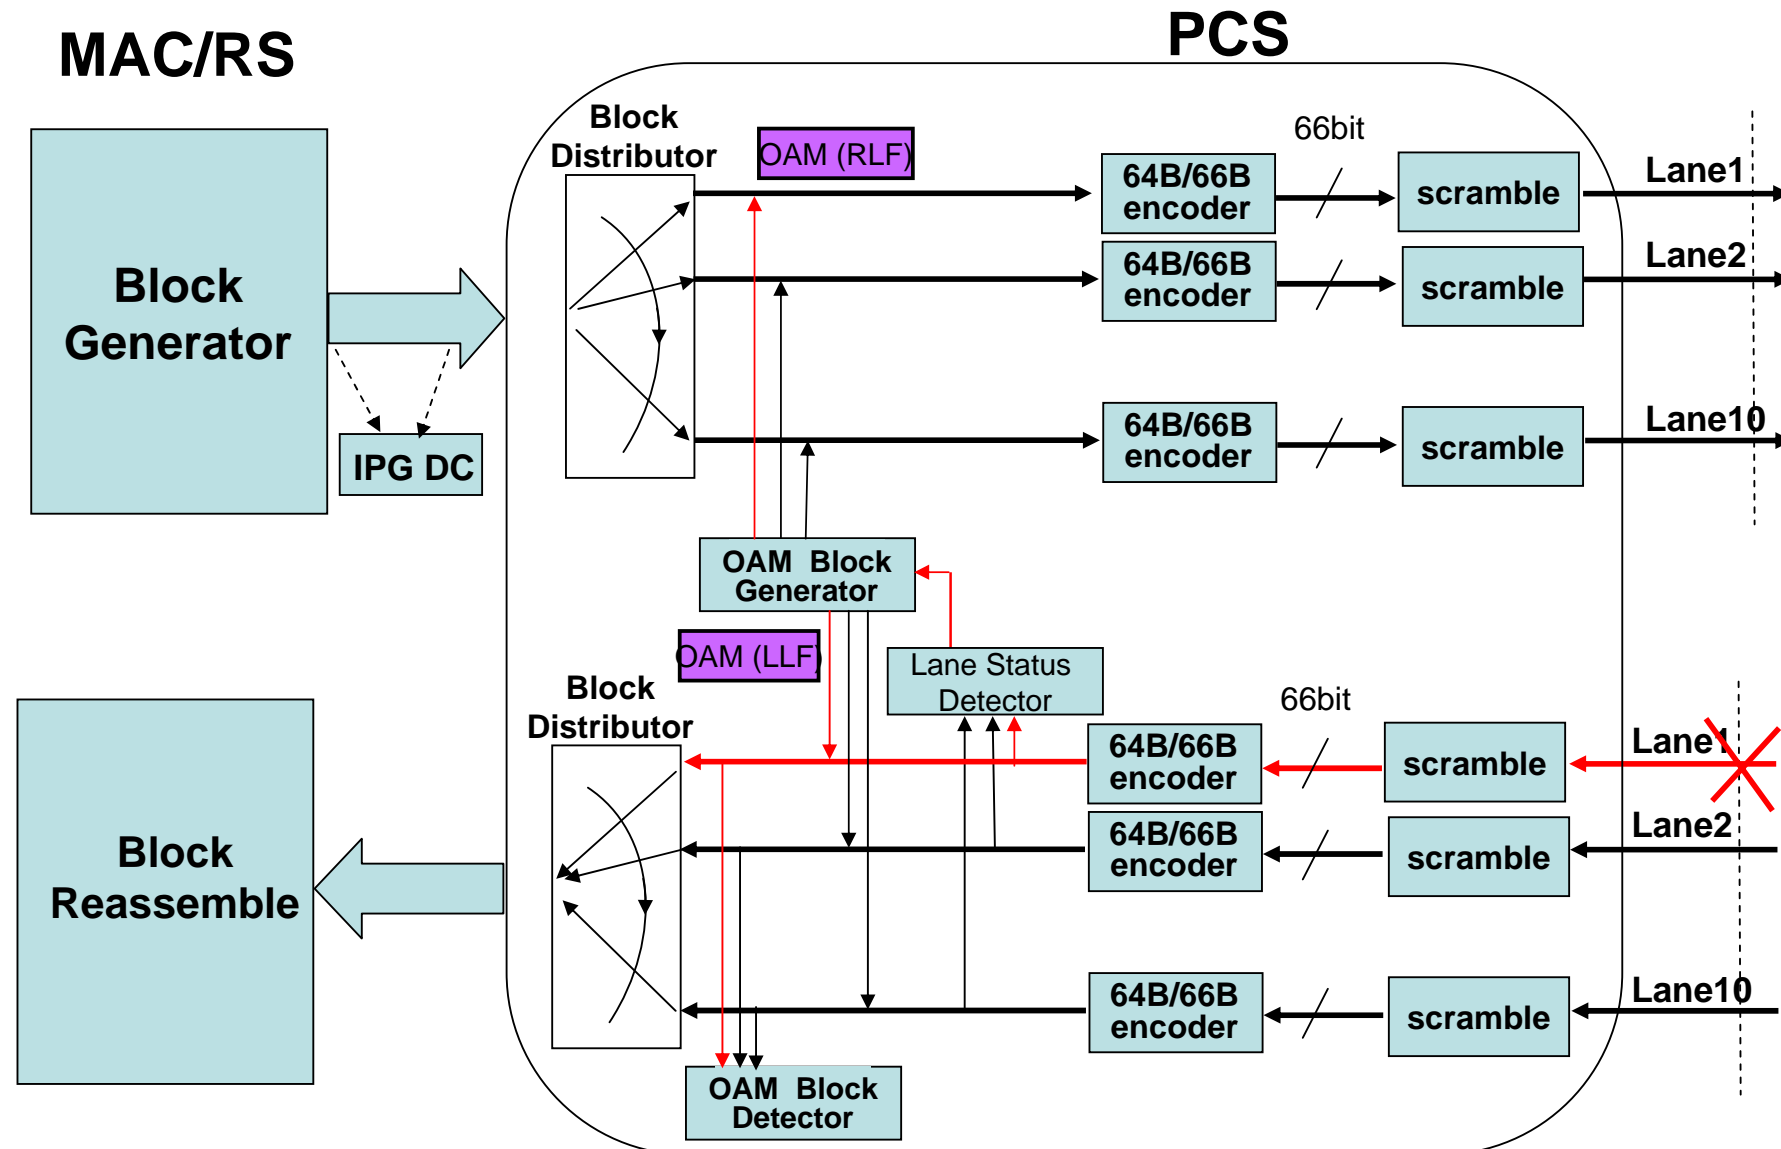 MAC/RS
PCS
Block
Distributor
OAM (RLF)
66bit
64B/66B
encoder
scramble
Lane1
Block
Generator
64B/66B
encoder
scramble
Lane2
IPG DC
64B/66B
encoder
scramble
Lane10
OAM Block
Generator
OAM (LLF)
Lane Status
Detector
Block
Distributor
66bit
64B/66B
encoder
scramble
Lane1
Block
Reassemble
64B/66B
encoder
scramble
Lane2
64B/66B
encoder
scramble
Lane10
OAM Block
Detector